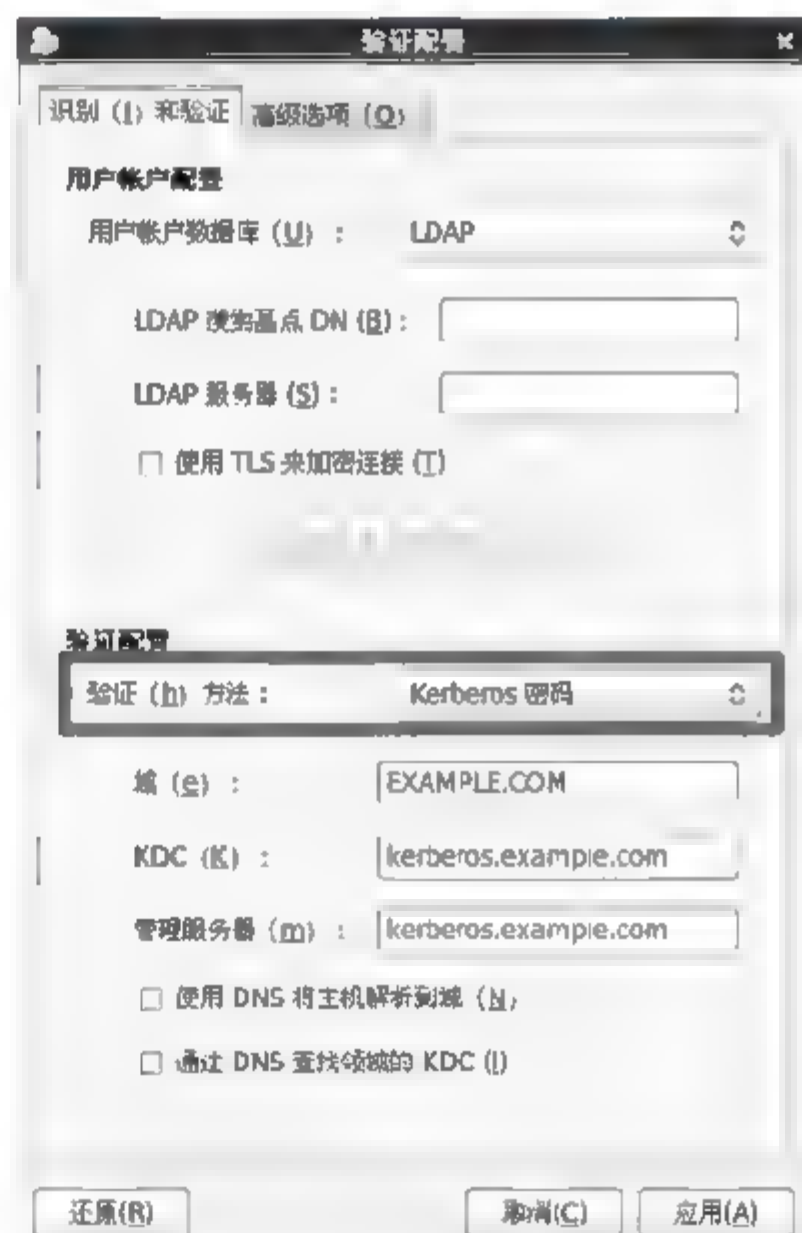 验证配置
识别 (I) 和验证 高级选项 (O)
用户帐户配置
用户帐户数据库 (U) : LDAP
LDAP 搜索基点 DN (B) :
LDAP 服务器 (S) :
使用 TLS 来加密连接 (T)
验证配置
验证 (h) 方法 : Kerberos 密码
域 (e) : EXAMPLE.COM
KDC (K) : kerberos.example.com
管理服务器 (m) : kerberos.example.com
使用 DNS 将主机解析到域 (N)
通过 DNS 查找领域的 KDC (I)
还原(R) 取消(C) 应用(A)